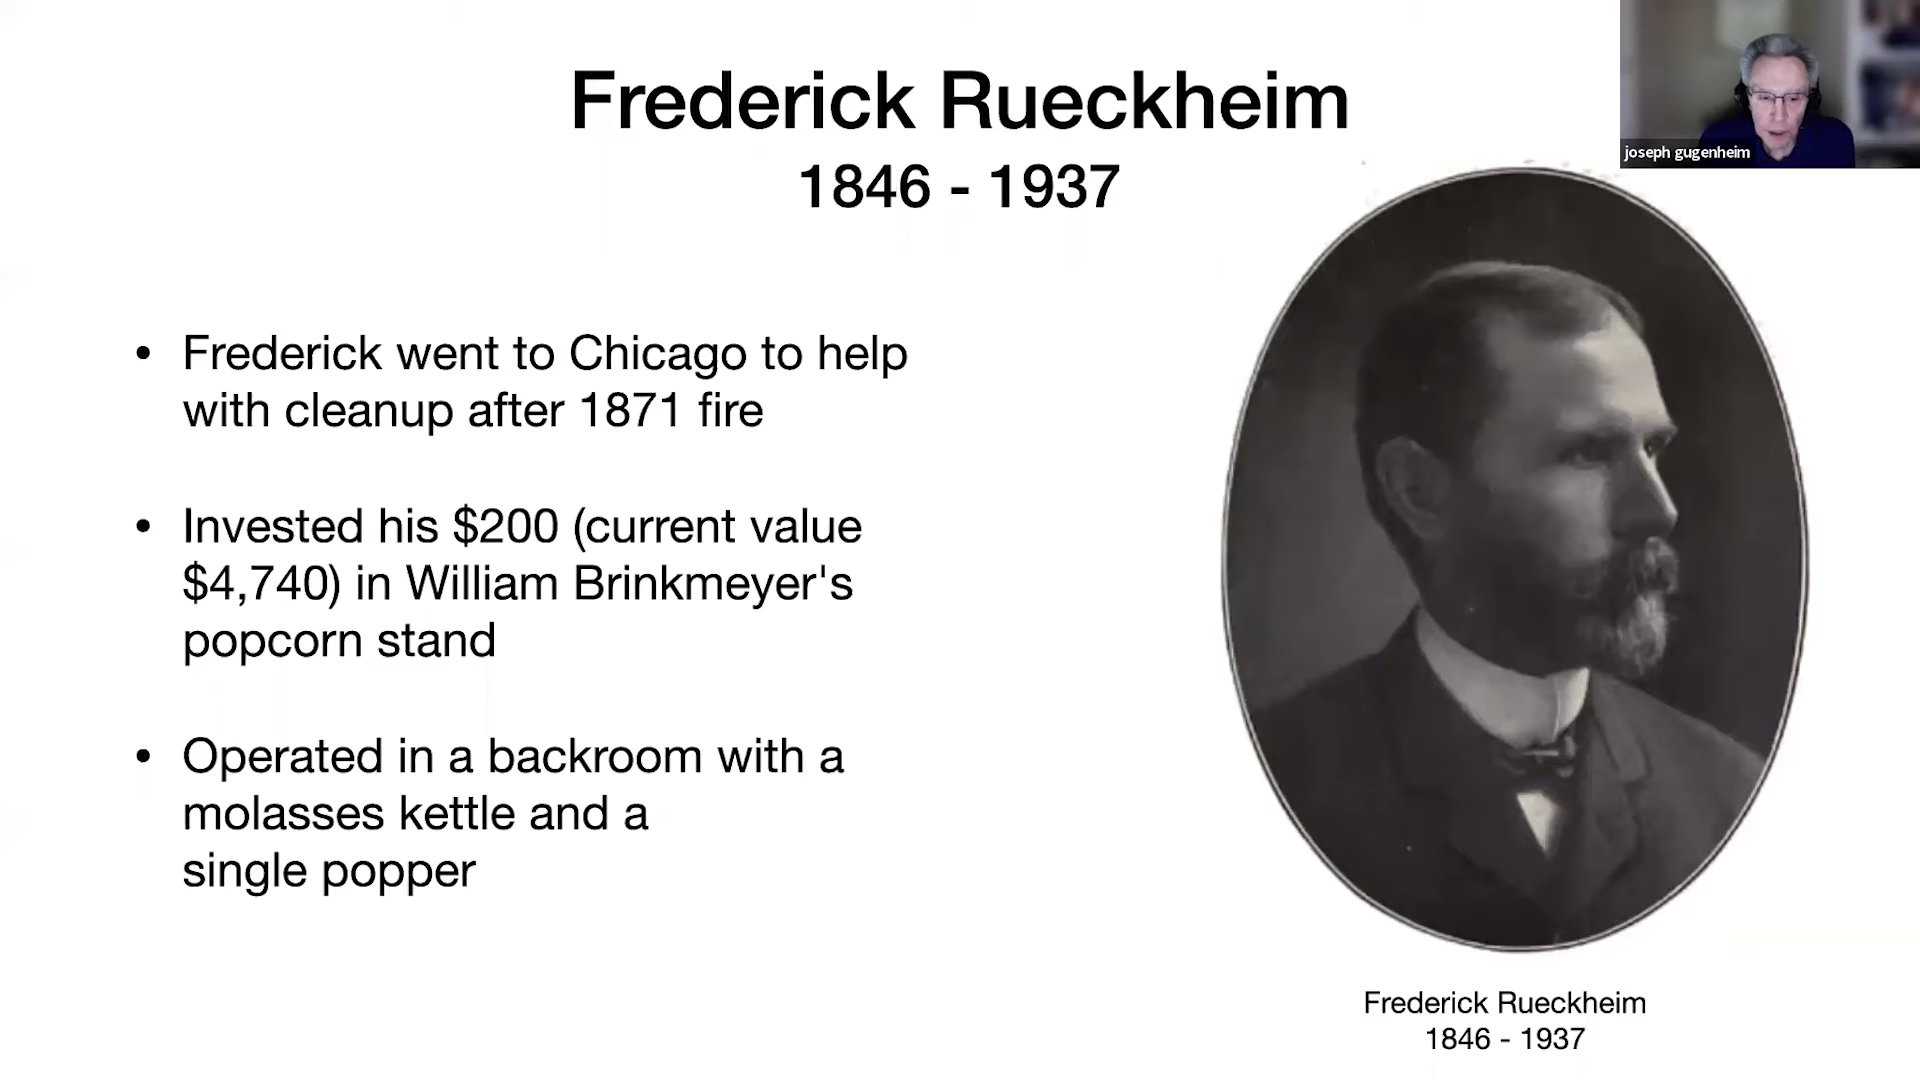 Frederick Rueckheim
1846 - 1937
joseph gugenheim
• Frederick went to Chicago to help
with cleanup after 1871 fire
• Invested his $200 (current value
$4,740) in William Brinkmeyer's
popcorn stand
• Operated in a backroom with a
molasses kettle and a
single popper
Frederick Rueckheim
1846 - 1937